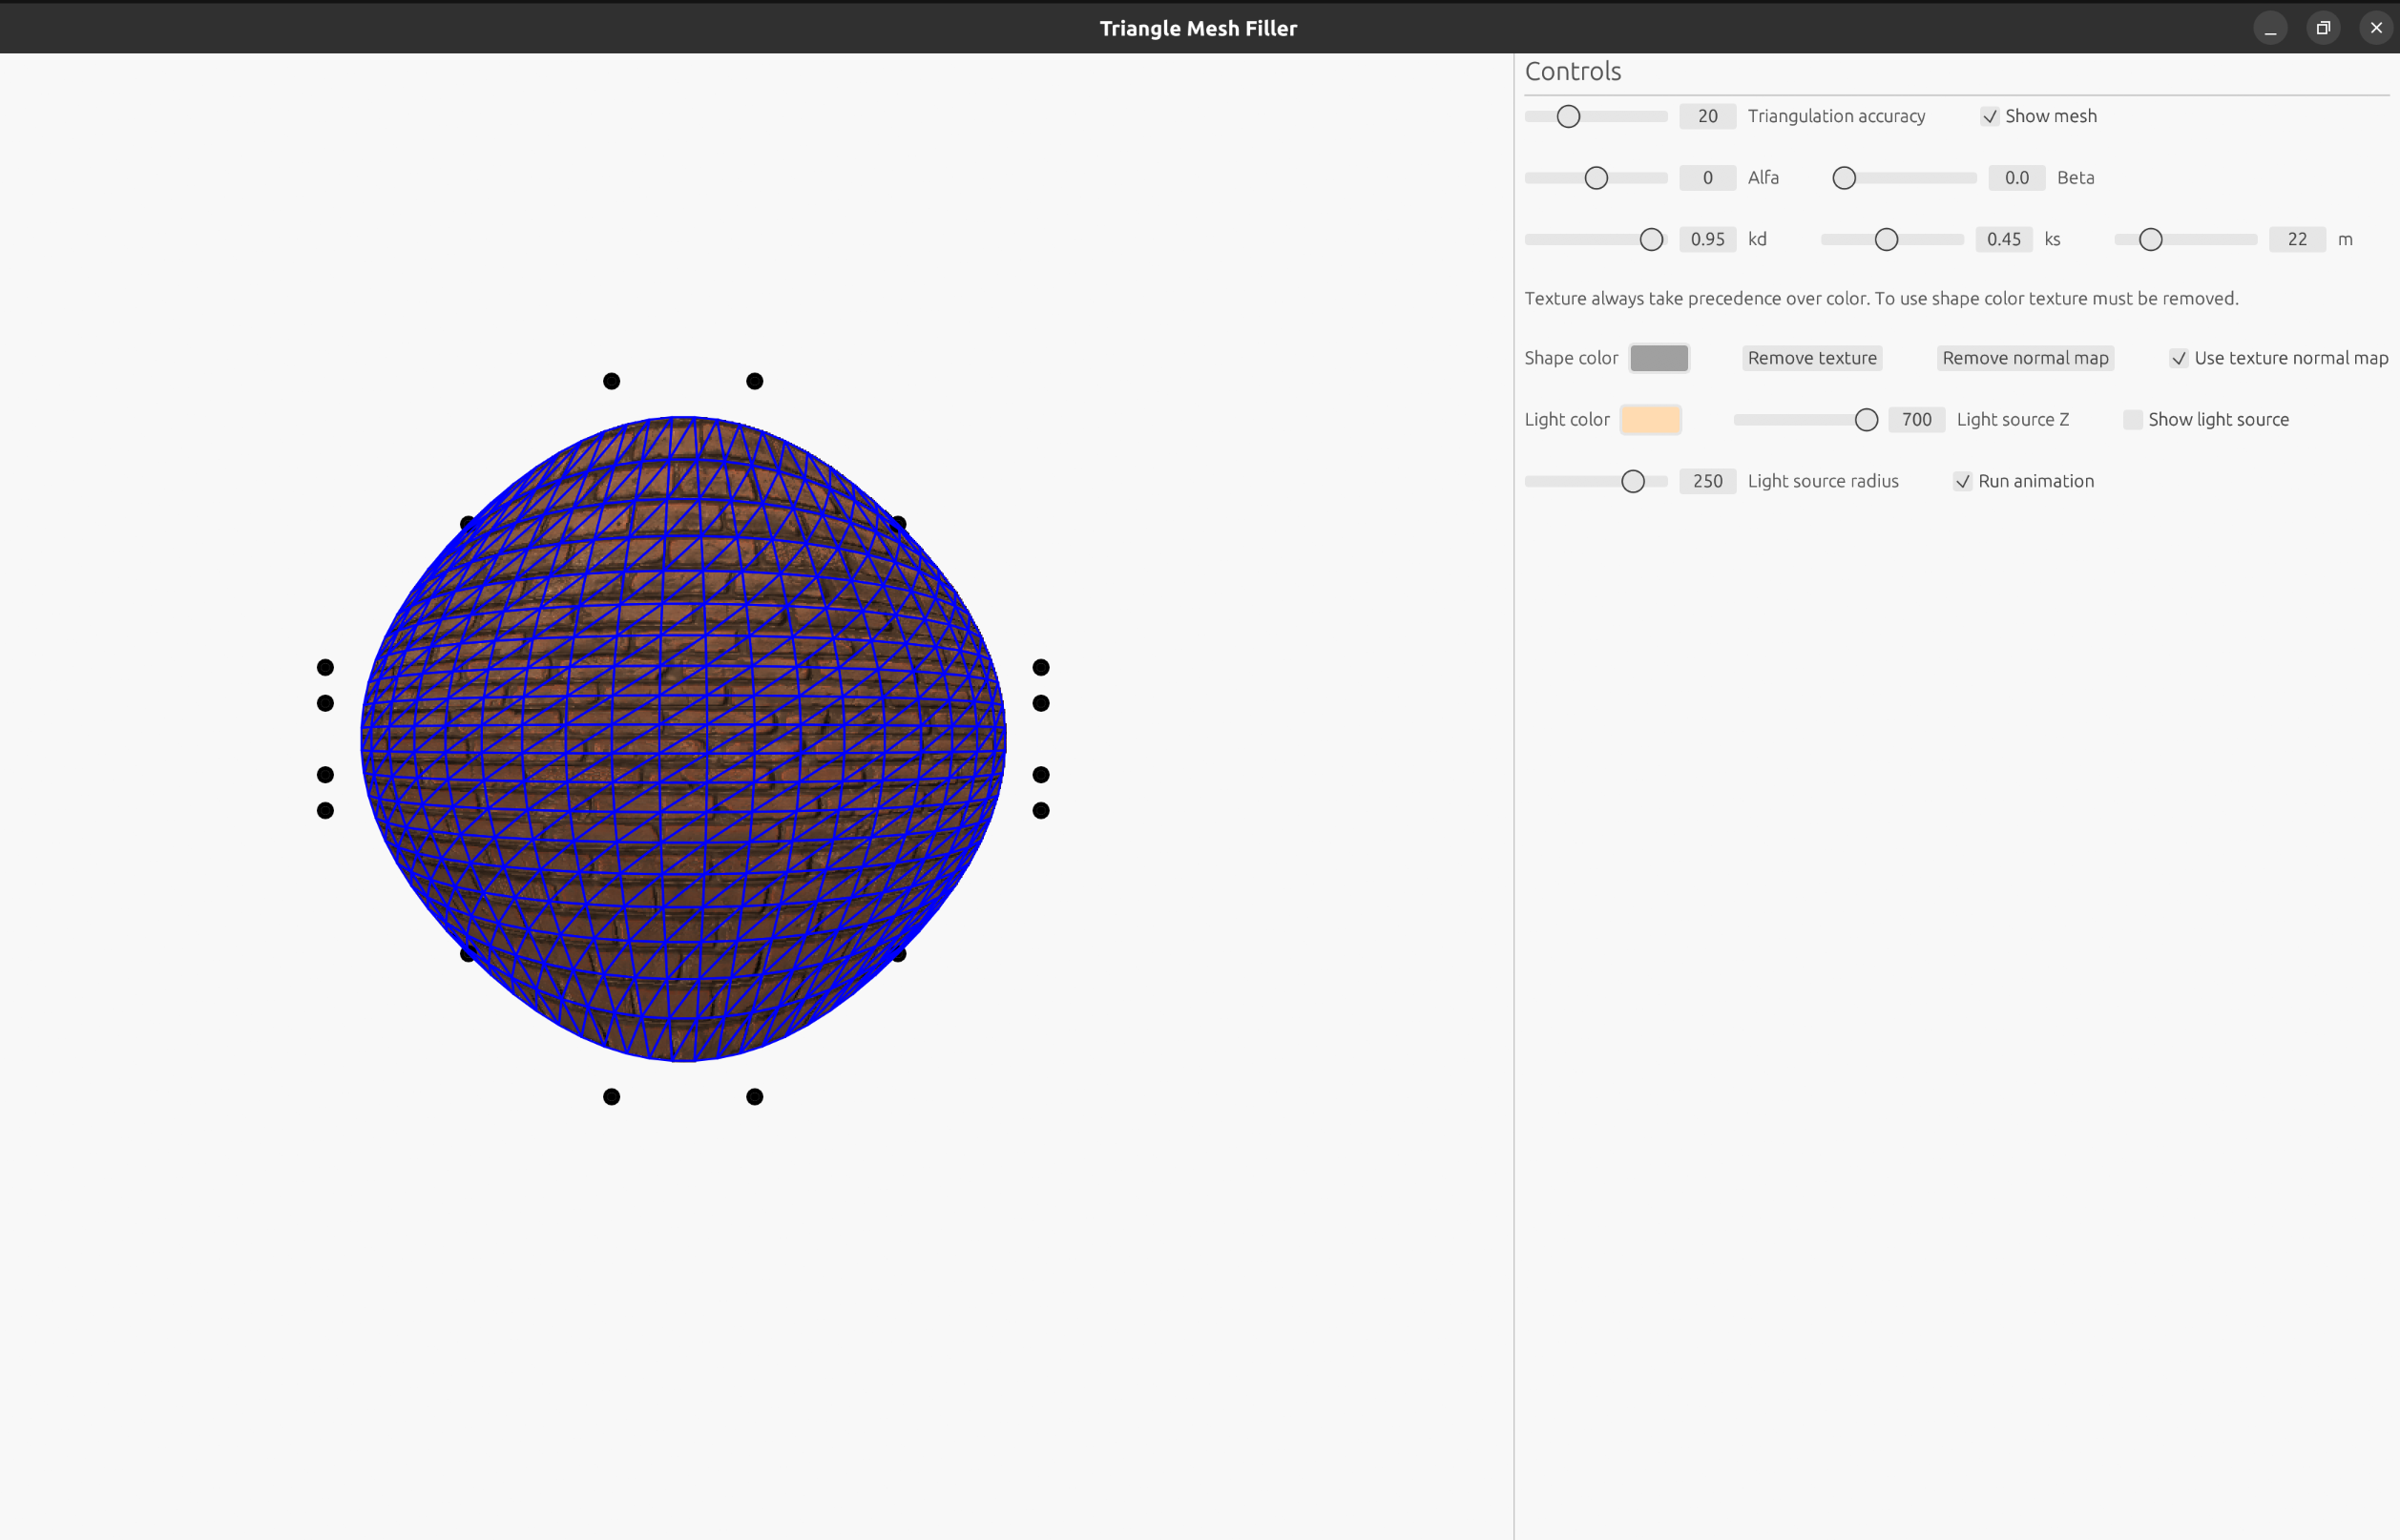 Triangle Mesh Filler
Controls
20 Triangulation accuracy Show mesh
0 Alfa 0.0 Beta
0.95 kd 0.45 ks 22 m
Texture always take precedence over color. To use shape color texture must be removed.
Shape color Remove texture Remove normal map Use texture normal map
Light color 700 Light source Z Show light source
250 Light source radius Run animation